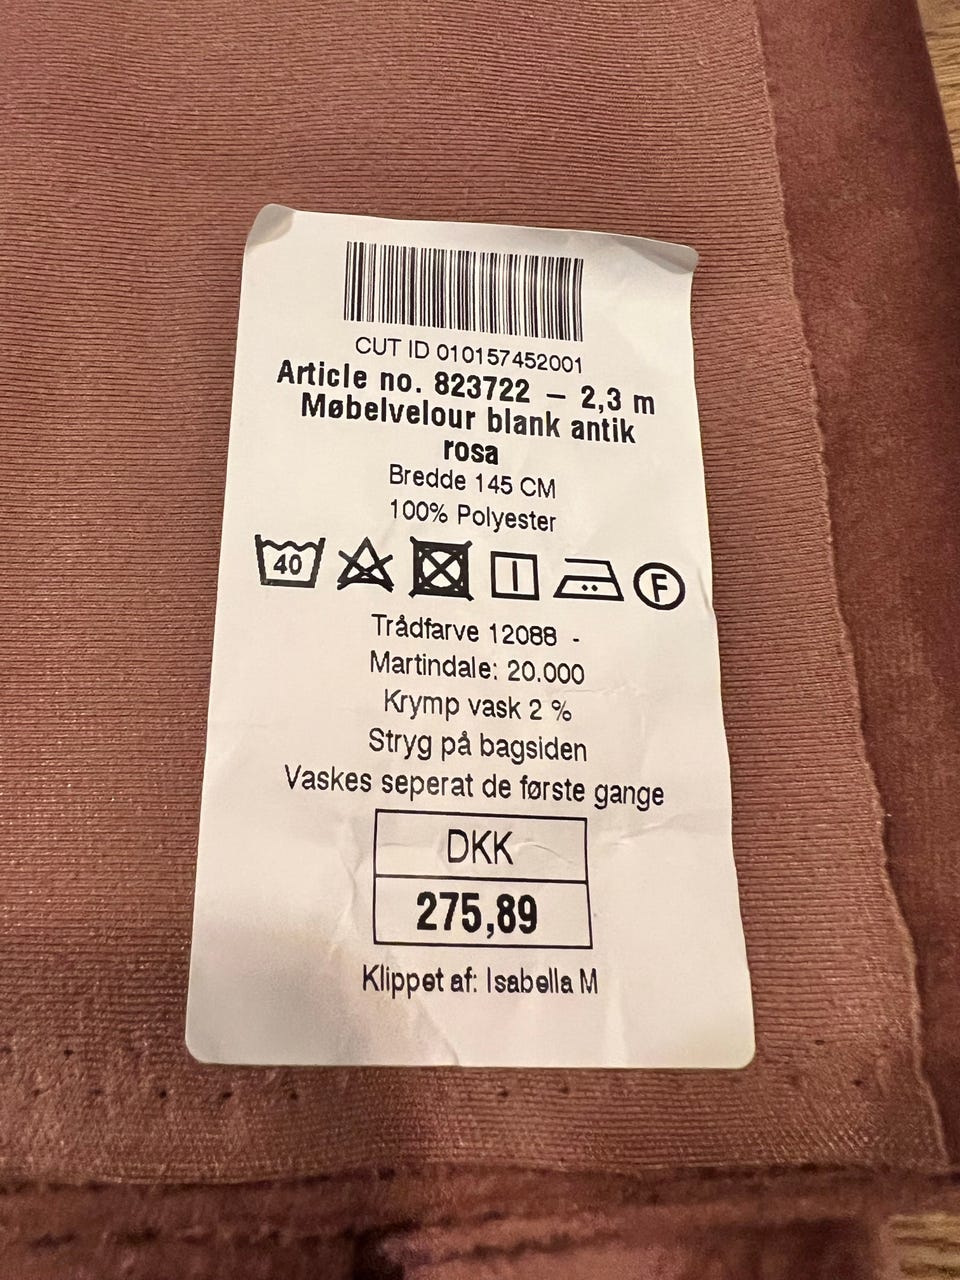 CUT ID 010157452001
Article no. 823722 – 2,3 m
Møbelvelour blank antik
rosa
Bredde 145 CM
100% Polyester
40 F
Trådfarve 12088 -
Martindale: 20.000
Krymp vask 2 %
Stryg på bagsiden
Vaskes seperat de første gange
DKK
275,89
Klippet af: Isabella M